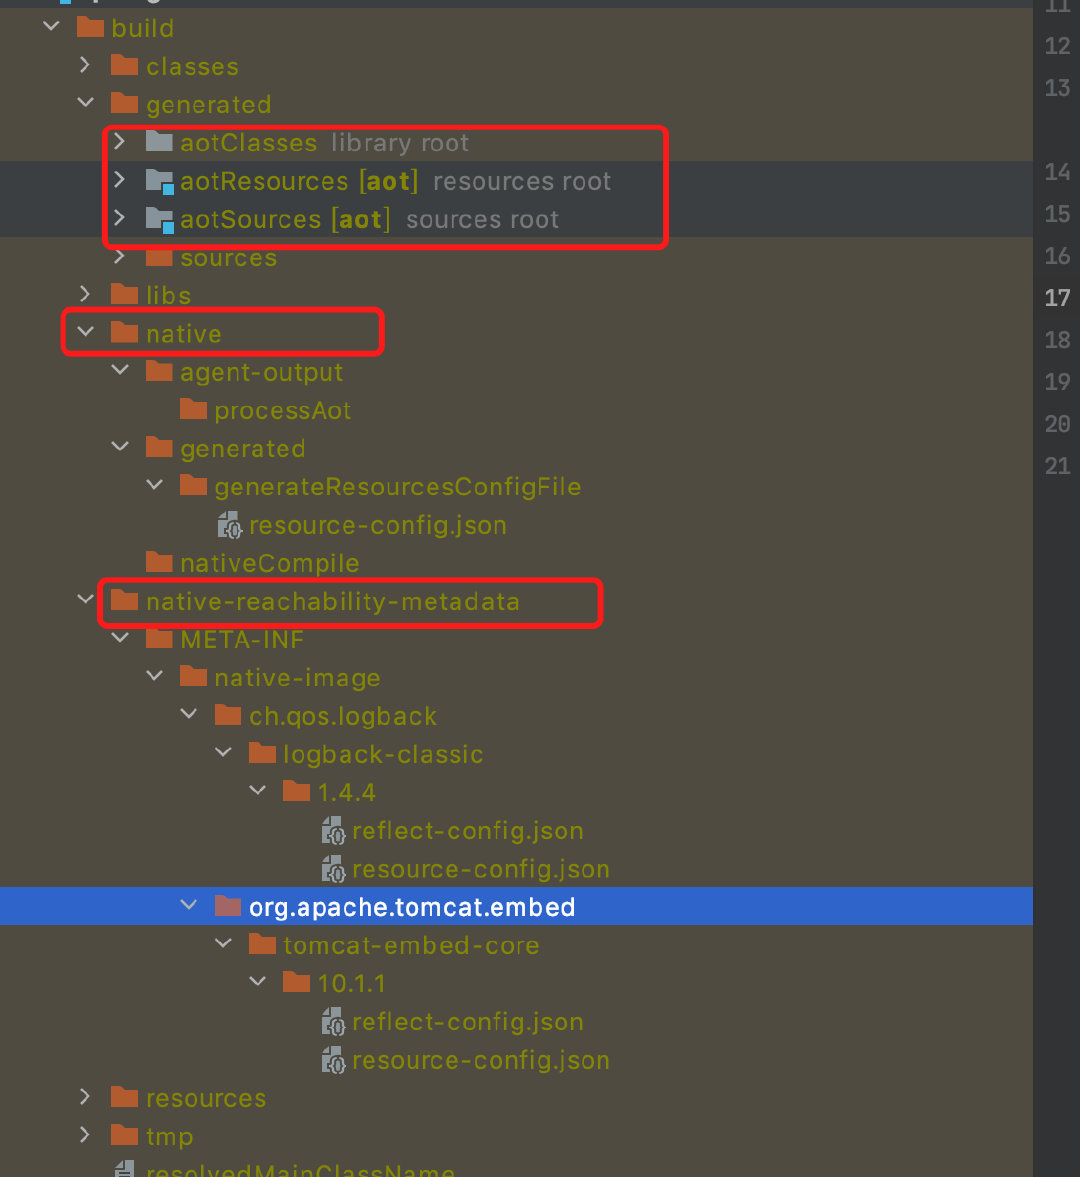 build
classes
generated
aotClasses library root
aotResources [aot] resources root
aotSources [aot] sources root
sources
libs
native
agent-output
processAot
generated
generateResourcesConfigFile
resource-config.json
nativeCompile
native-reachability-metadata
META-INF
native-image
ch.qos.logback
logback-classic
1.4.4
reflect-config.json
resource-config.json
org.apache.tomcat.embed
tomcat-embed-core
10.1.1
reflect-config.json
resource-config.json
resources
tmp
resolvedMainClassName
11
12
13
14
15
16
17
18
19
20
21